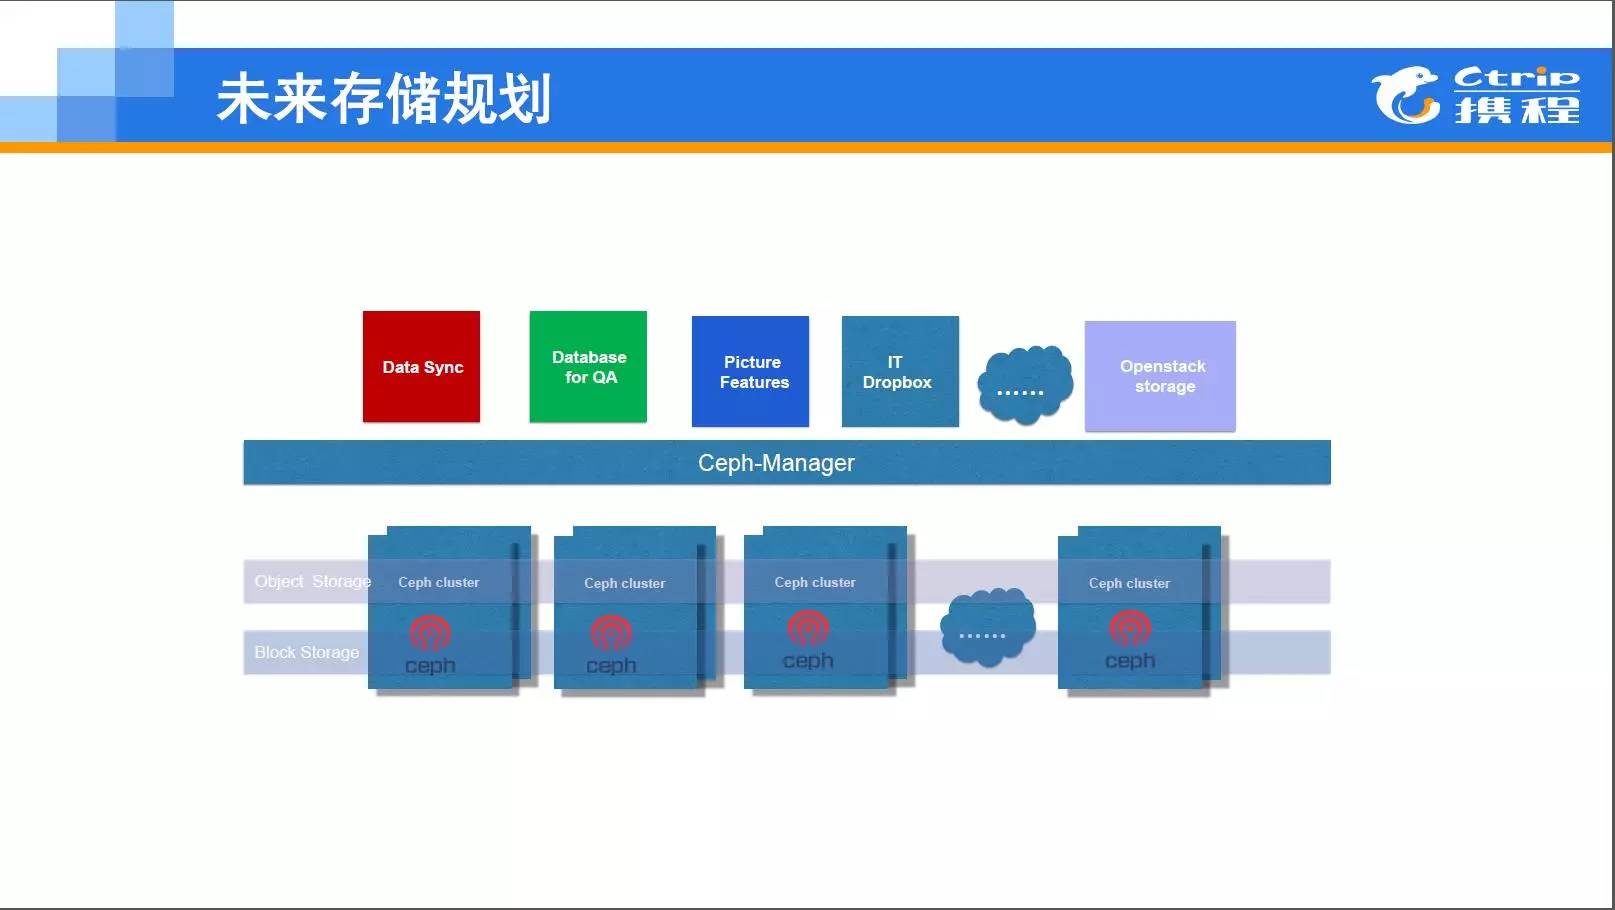 未来存储规划
Ctrip
携程
Data Sync
Database
for QA
Picture
Features
IT
Dropbox
......
Openstack
storage
Ceph-Manager
Object Storage
Ceph cluster
Ceph cluster
Ceph cluster
Ceph cluster
......
Block Storage
ceph
ceph
ceph
ceph